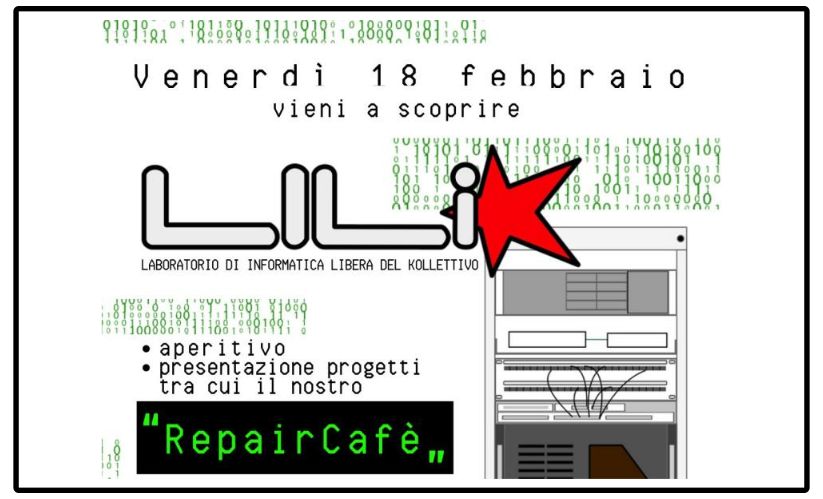 Venerdì 18 febbraio
vieni a scoprire
LILiK
LABORATORIO DI INFORMATICA LIBERA DEL KOLLETTIVO
• aperitivo
• presentazione progetti
tra cui il nostro
“RepairCafè„